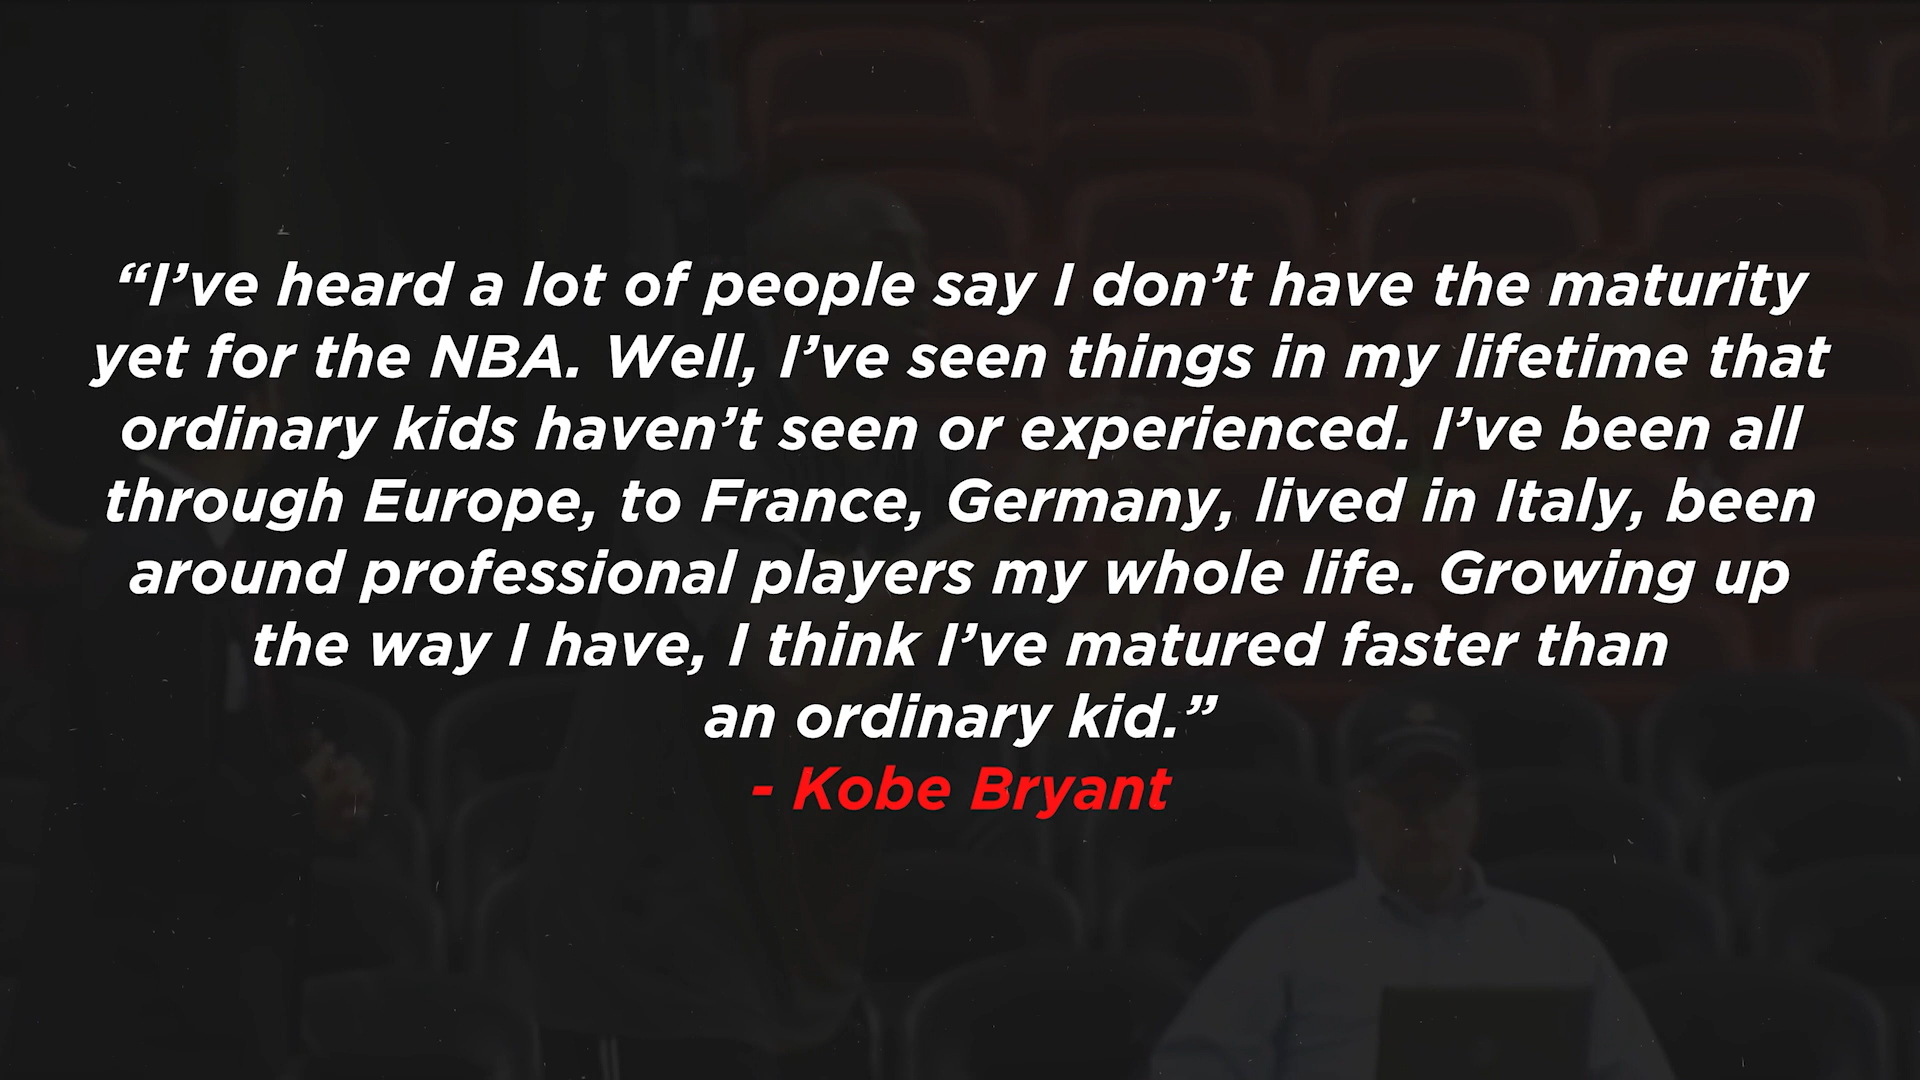 “I’ve heard a lot of people say I don’t have the maturity
yet for the NBA. Well, I’ve seen things in my lifetime that
ordinary kids haven’t seen or experienced. I’ve been all
through Europe, to France, Germany, lived in Italy, been
around professional players my whole life. Growing up
the way I have, I think I’ve matured faster than
an ordinary kid.”
- Kobe Bryant